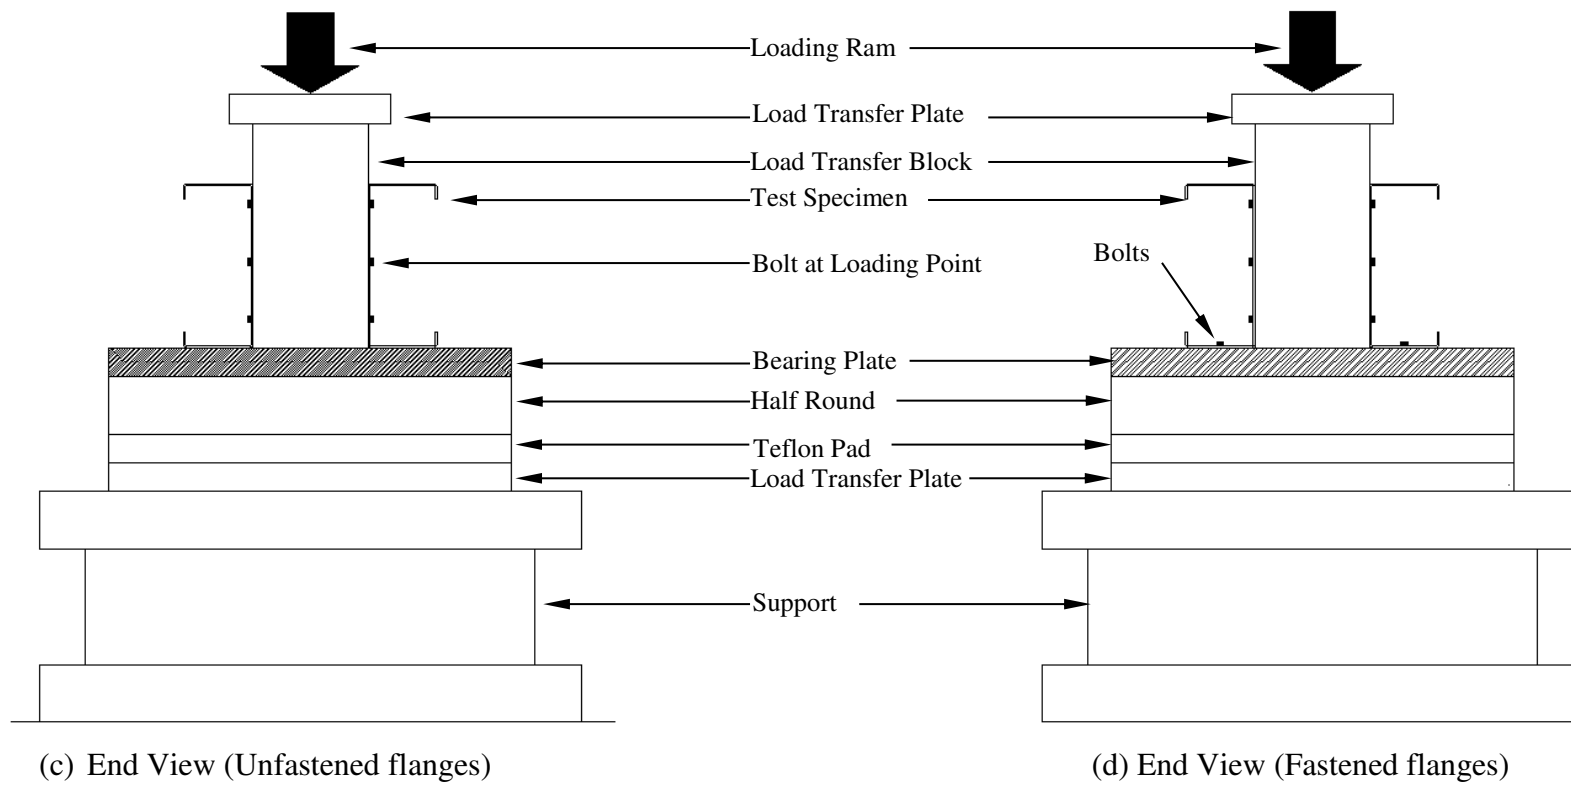 Loading Ram
Load Transfer Plate
Load Transfer Block
Test Specimen
Bolts
Bolt at Loading Point
Bearing Plate
Half Round
Teflon Pad
Load Transfer Plate
Support
(c) End View (Unfastened flanges)
(d) End View (Fastened flanges)